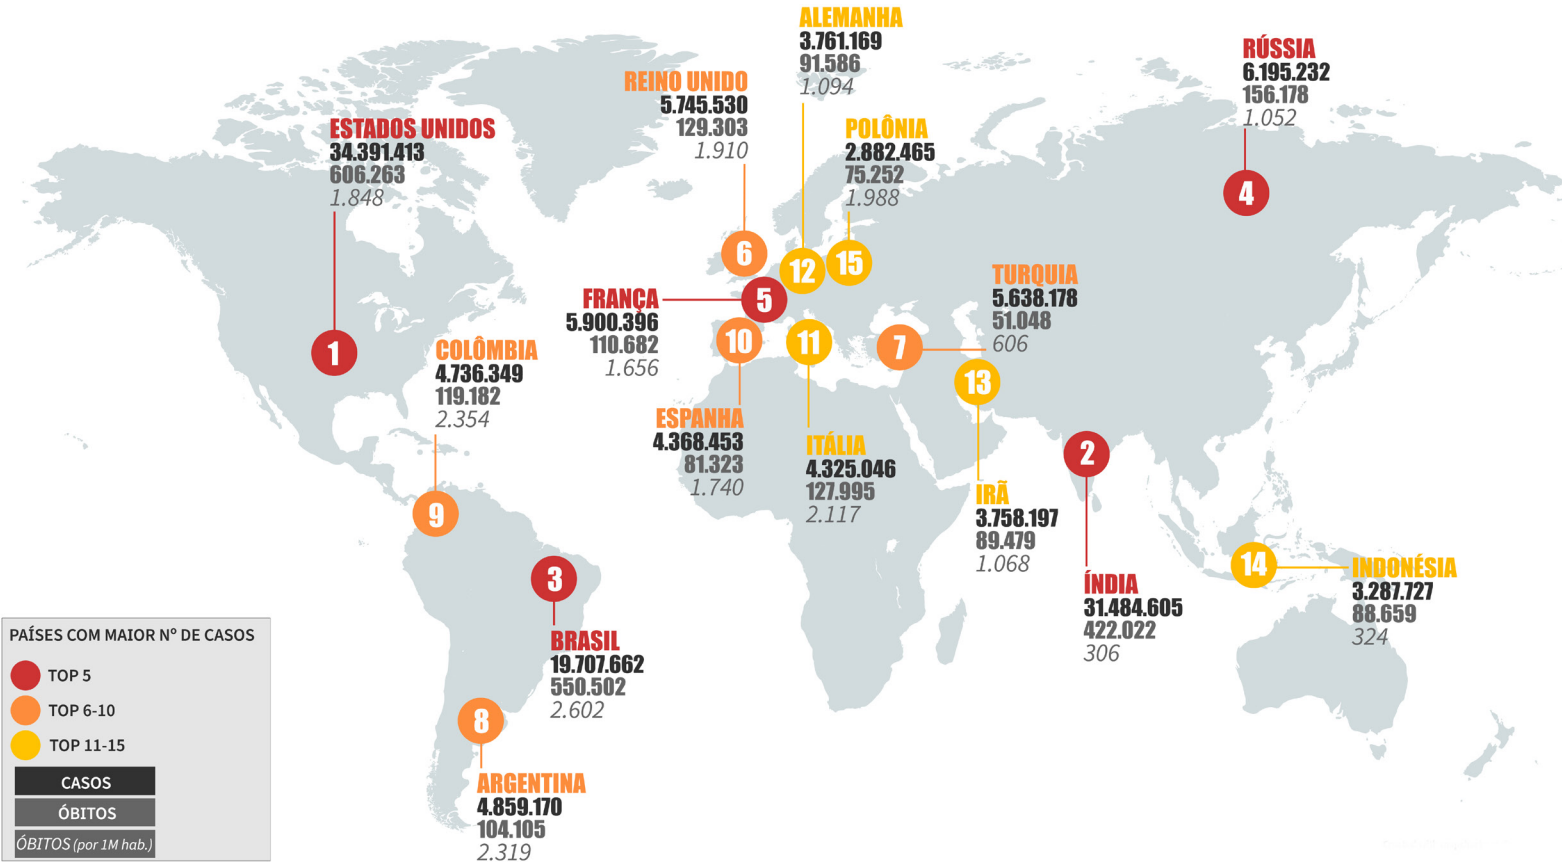 ALEMANHA
3.761.169
91.586
1.094
RÚSSIA
6.195.232
156.178
1.052
4
REINO UNIDO
5.745.530
129.303
1.910
6
ESTADOS UNIDOS
34.391.413
606.263
1.848
1
POLÔNIA
2.882.465
75.252
1.988
12
15
FRANÇA
5.900.396
110.682
1.656
5
TURQUIA
5.638.178
51.048
606
7
10
11
13
COLÔMBIA
4.736.349
119.182
2.354
9
ESPANHA
4.368.453
81.323
1.740
ITÁLIA
4.325.046
127.995
2.117
IRÃ
3.758.197
89.479
1.068
2
ÍNDIA
31.484.605
422.022
306
14
INDONÉSIA
3.287.727
88.659
324
3
BRASIL
19.707.662
550.502
2.602
8
ARGENTINA
4.859.170
104.105
2.319
PAÍSES COM MAIOR Nº DE CASOS
TOP 5
TOP 6-10
TOP 11-15
CASOS
ÓBITOS
ÓBITOS (por 1M hab.)